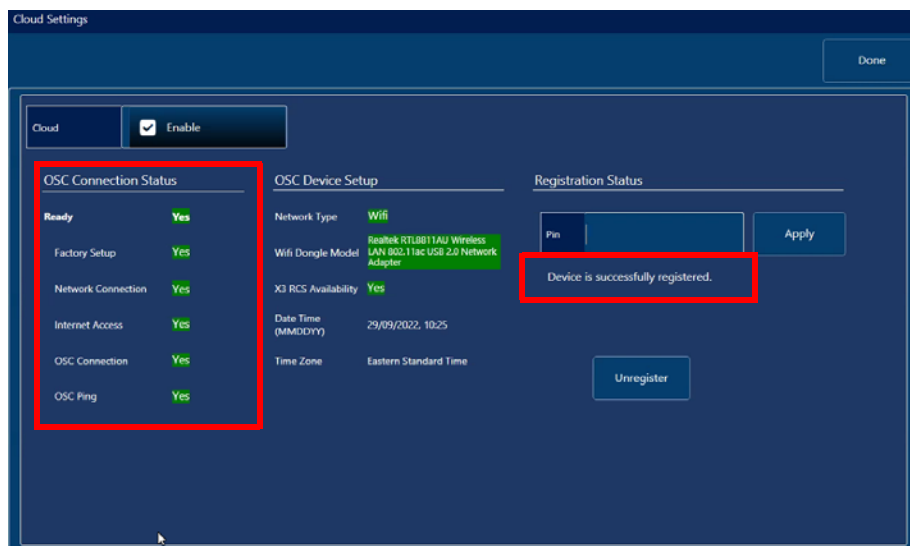 Cloud Settings
Done
Cloud
Enable
OSC Connection Status
Ready Yes
Factory Setup Yes
Network Connection Yes
Internet Access Yes
OSC Connection Yes
OSC Ping Yes
OSC Device Setup
Network Type Wifi
Wifi Dongle Model
Realtek RTL8811AU Wireless
LAN 802.11ac USB 2.0 Network
Adapter
X3 RCS Availability Yes
Date Time
(MMDDYY)
29/09/2022, 10:25
Time Zone Eastern Standard Time
Registration Status
Pin
Apply
Device is successfully registered.
Unregister